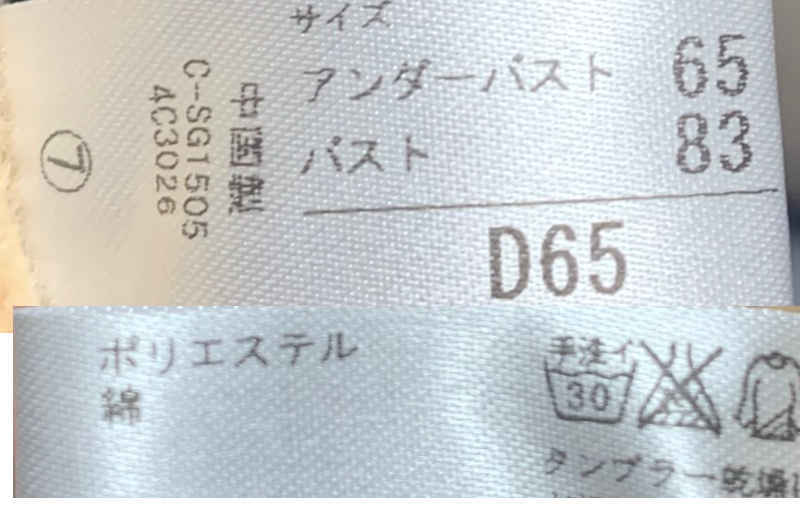 サイズ
アンダーバスト 65
バスト 83
D65
中国製
C-SG1505
4C3026
⑦
ポリエステル
綿
手洗イ
30
タンブラー乾燥は